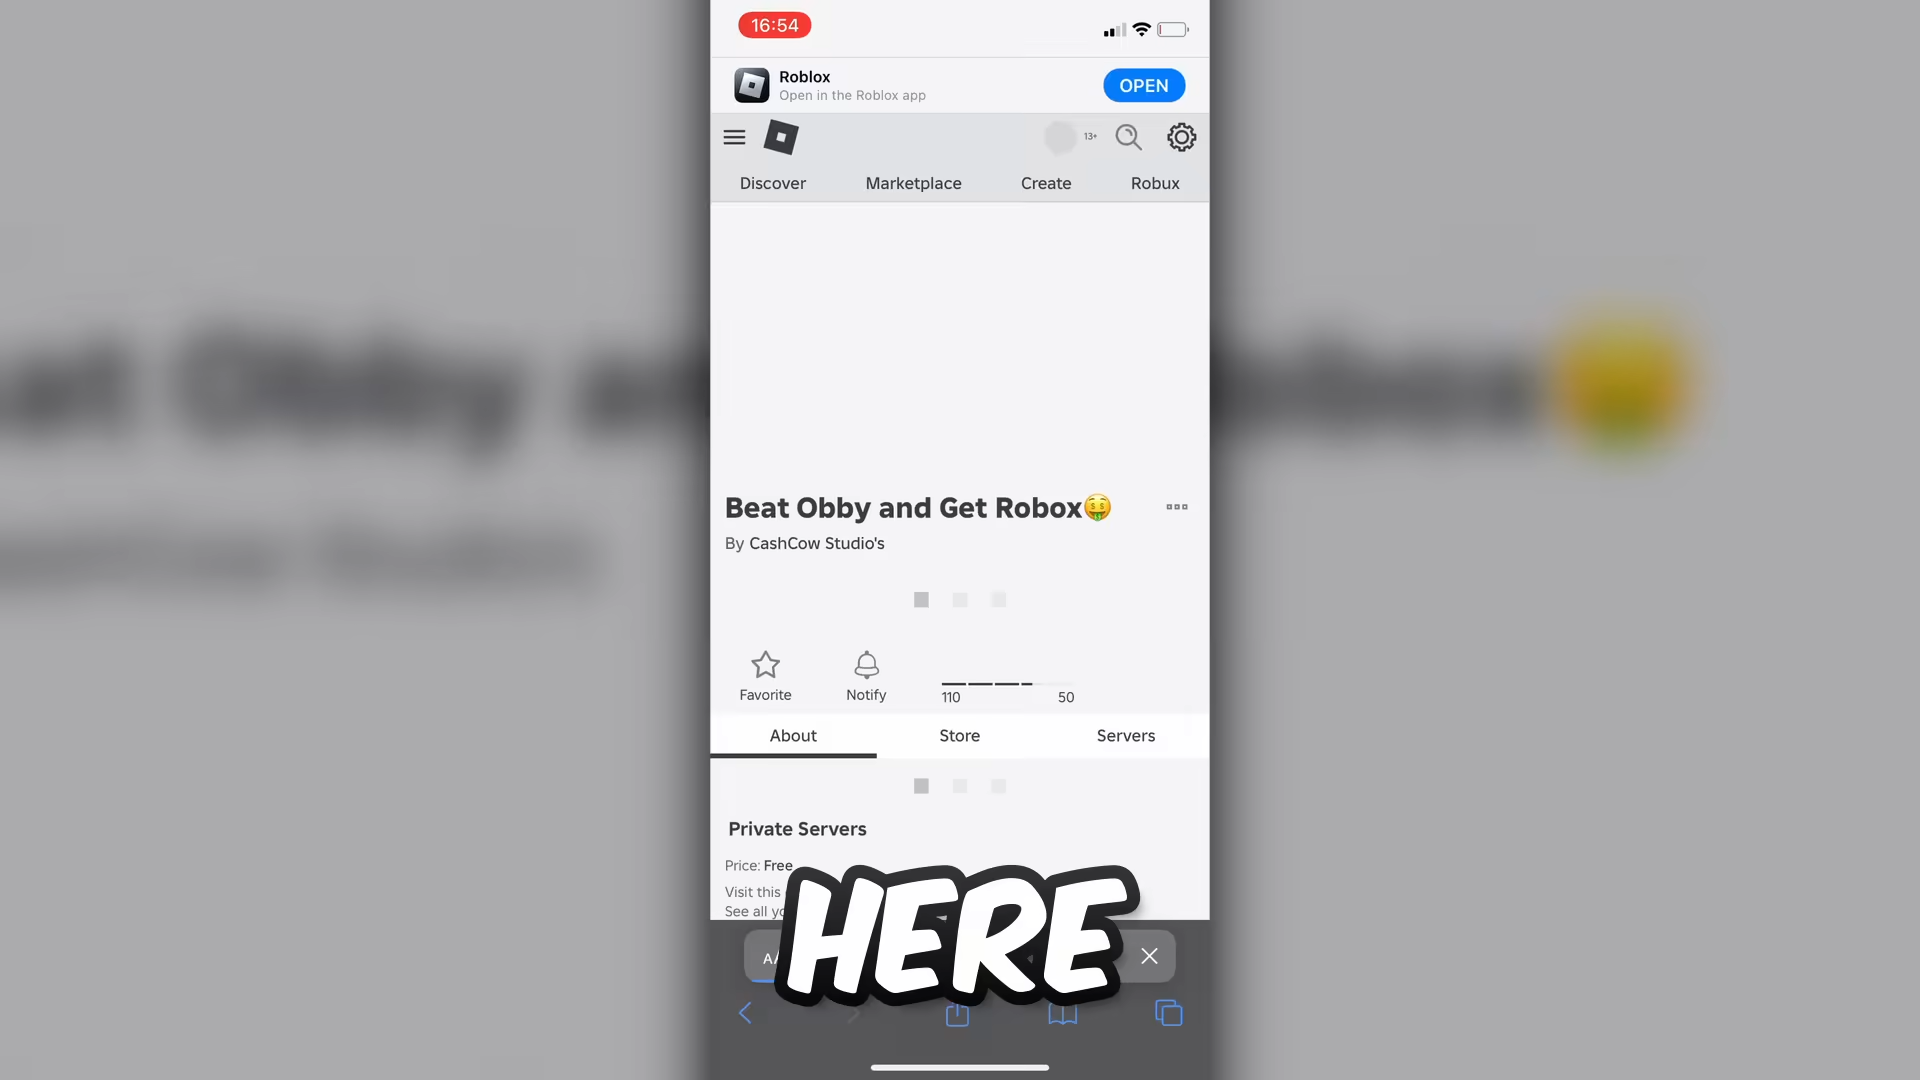 16:54
Roblox
Open in the Roblox app
OPEN
13+
Discover
Marketplace
Create
Robux
Beat Obby and Get Robox🤑
By CashCow Studio's
Favorite
Notify
110
50
About
Store
Servers
Private Servers
Price: Free
Visit this
See all
HERE